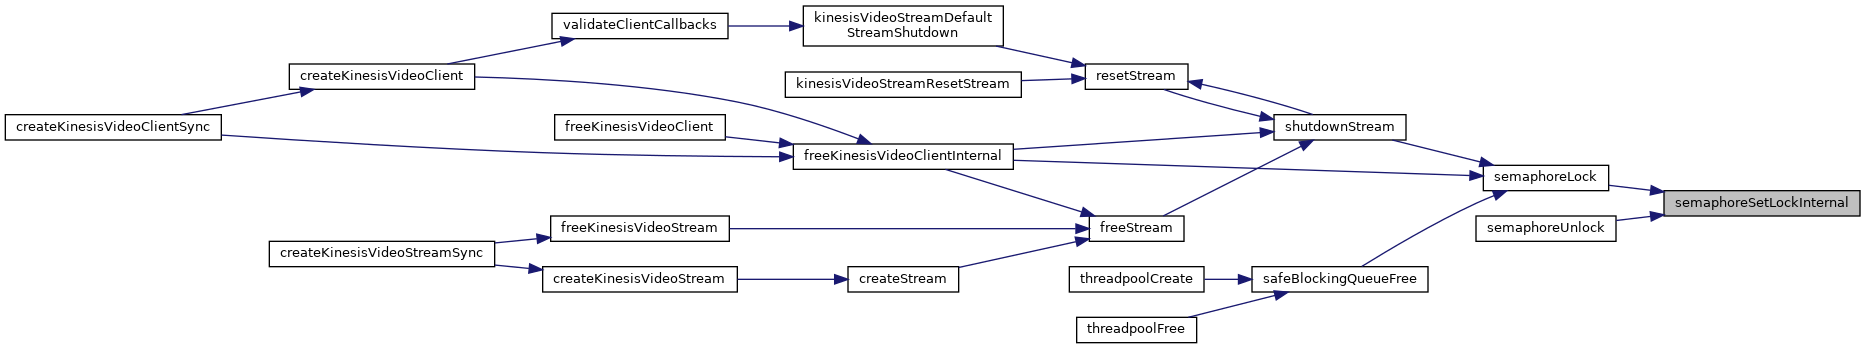 kinesisVideoStreamDefault
StreamShutdown
validateClientCallbacks
createKinesisVideoClient
resetStream
kinesisVideoStreamResetStream
createKinesisVideoClientSync
freeKinesisVideoClient
shutdownStream
freeKinesisVideoClientInternal
semaphoreLock
semaphoreSetLockInternal
freeKinesisVideoStream
freeStream
semaphoreUnlock
createKinesisVideoStreamSync
createKinesisVideoStream
createStream
threadpoolCreate
safeBlockingQueueFree
threadpoolFree